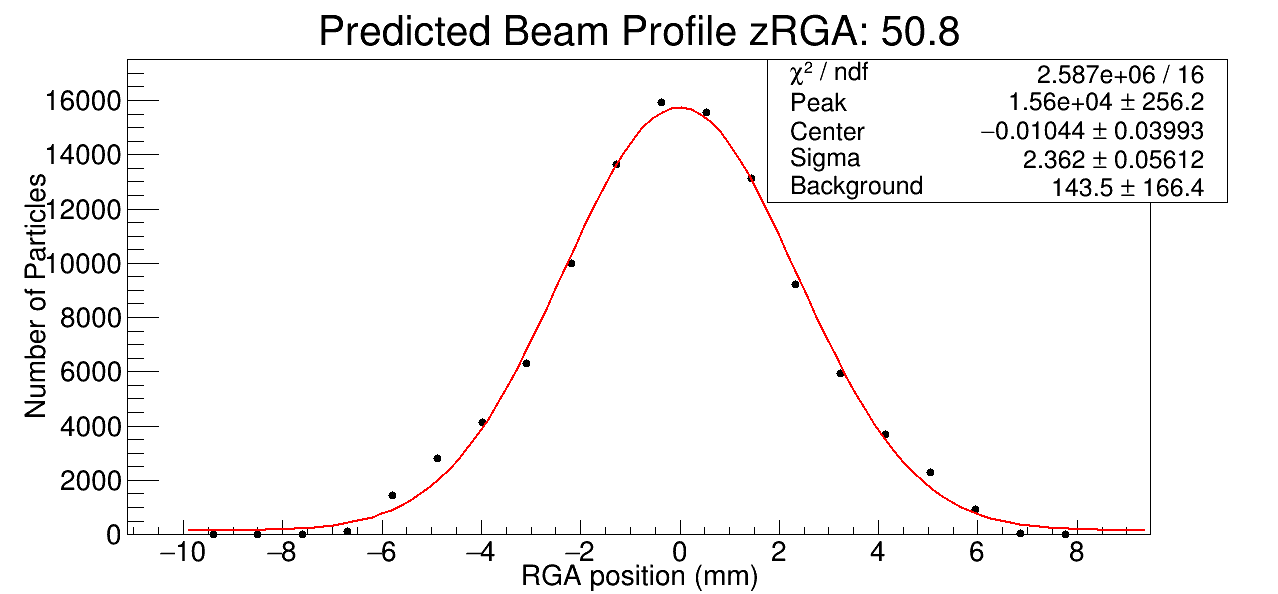 Predicted Beam Profile zRGA: 50.8
χ² / ndf 2.587e+06 / 16
Peak 1.56e+04 ± 256.2
Center −0.01044 ± 0.03993
Sigma 2.362 ± 0.05612
Background 143.5 ± 166.4
Number of Particles
16000
14000
12000
10000
8000
6000
4000
2000
0
−10 −8 −6 −4 −2 0 2 4 6 8
RGA position (mm)